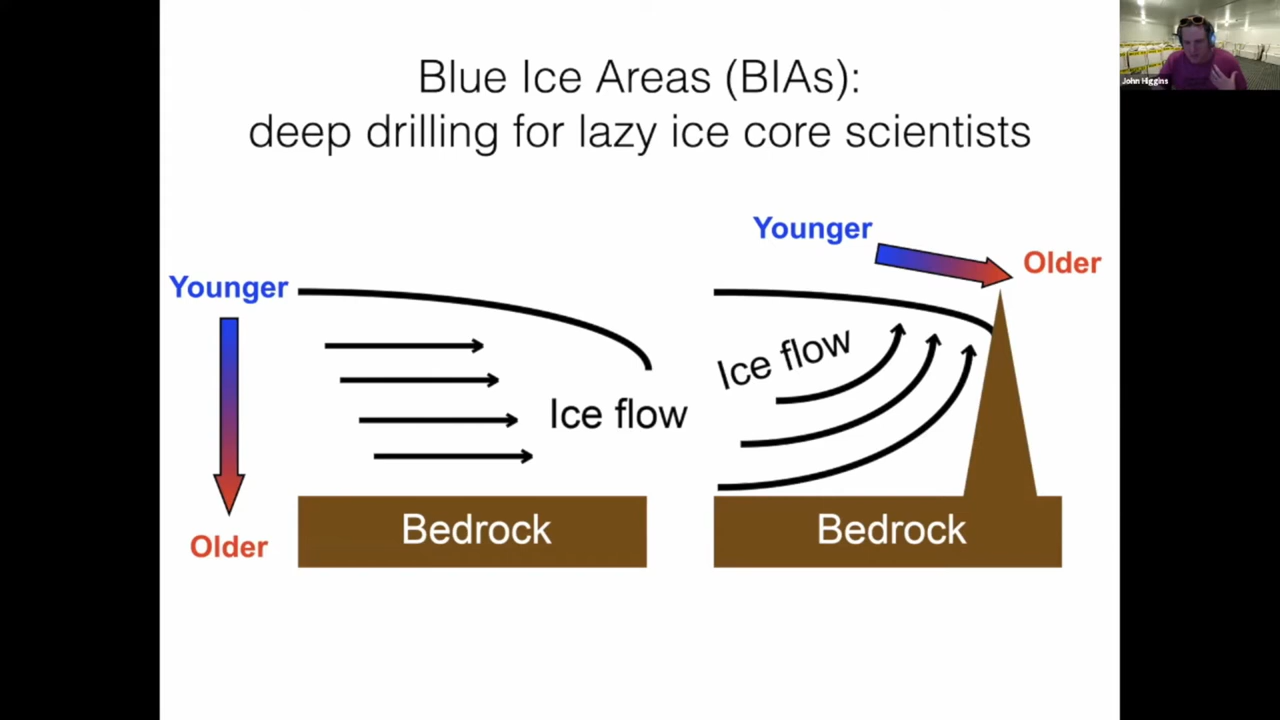 Blue Ice Areas (BIAs):
deep drilling for lazy ice core scientists
John Higgins
Younger
Older
Ice flow
Bedrock
Younger
Older
Ice flow
Bedrock